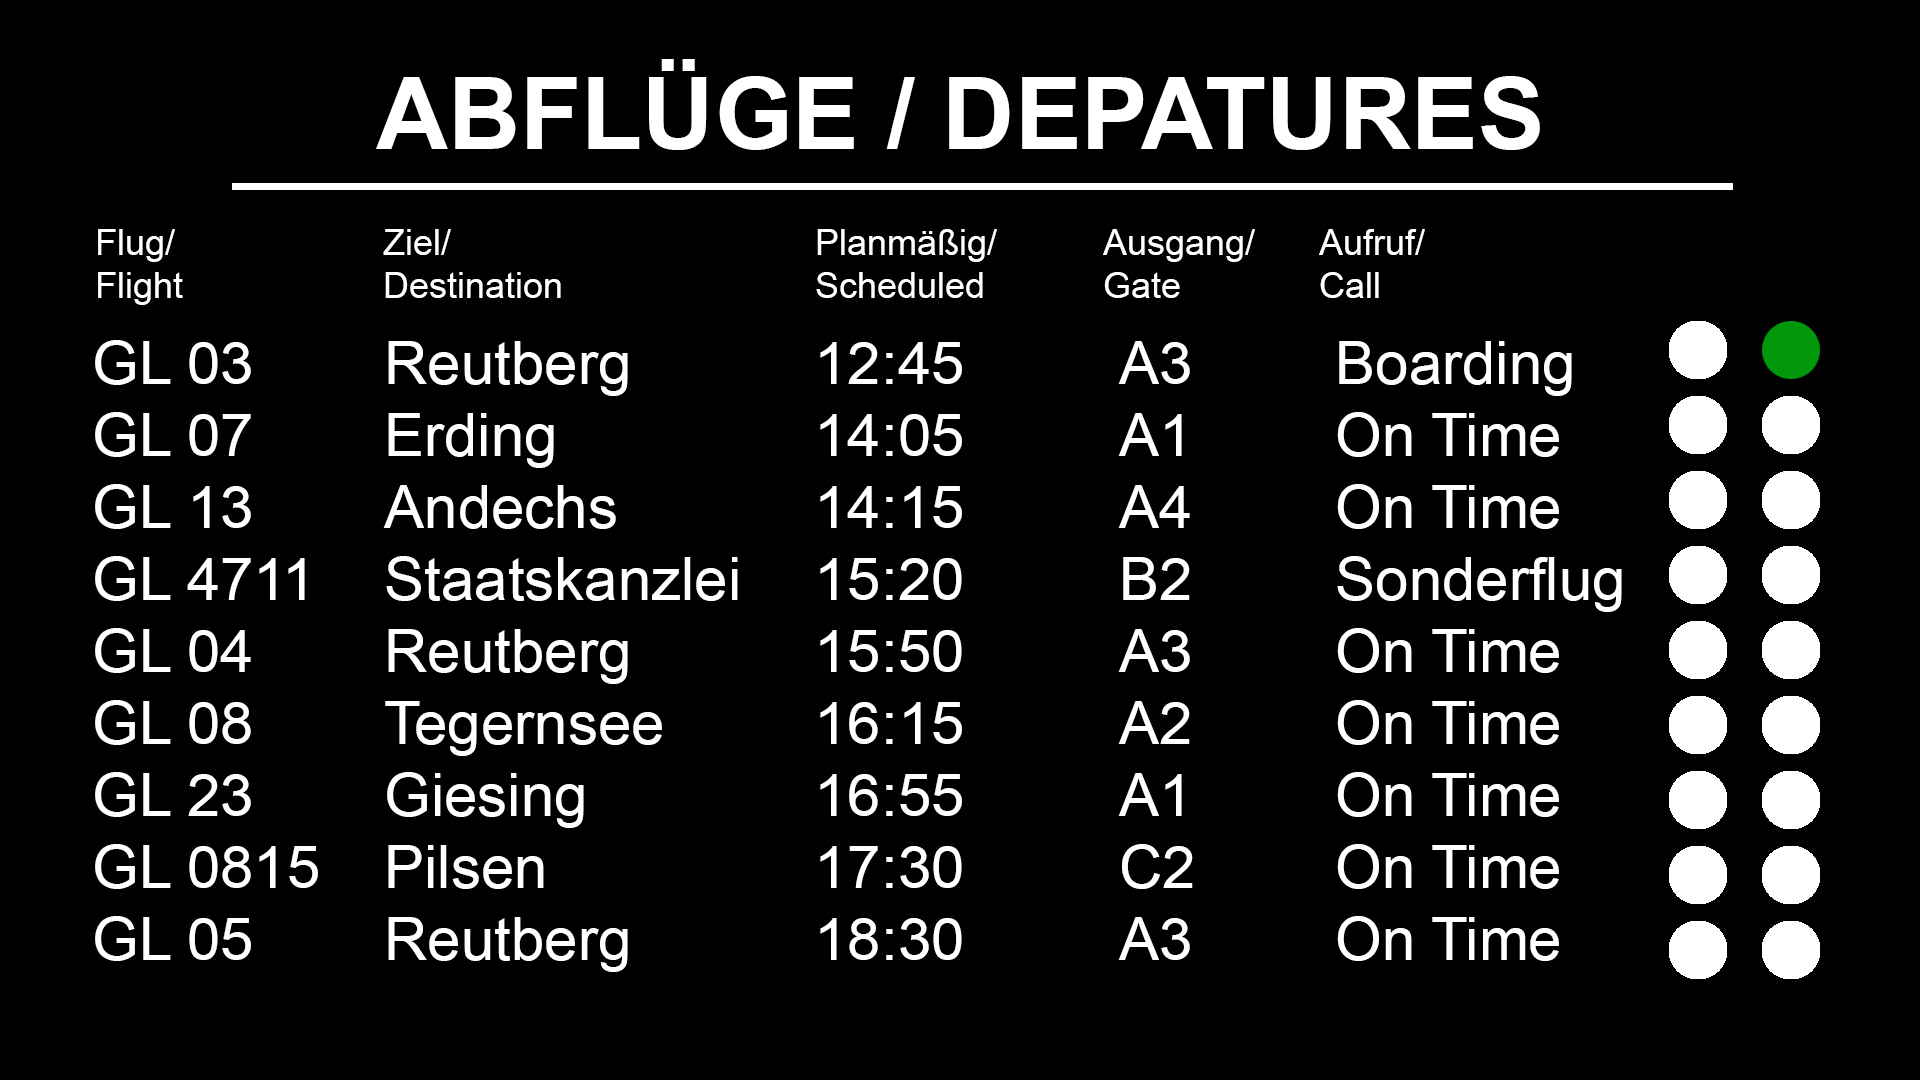 ABFLÜGE / DEPATURES
Flug/ Ziel/ Planmäßig/ Ausgang/ Aufruf/
Flight Destination Scheduled Gate Call
GL 03 Reutberg 12:45 A3 Boarding
GL 07 Erding 14:05 A1 On Time
GL 13 Andechs 14:15 A4 On Time
GL 4711 Staatskanzlei 15:20 B2 Sonderflug
GL 04 Reutberg 15:50 A3 On Time
GL 08 Tegernsee 16:15 A2 On Time
GL 23 Giesing 16:55 A1 On Time
GL 0815 Pilsen 17:30 C2 On Time
GL 05 Reutberg 18:30 A3 On Time